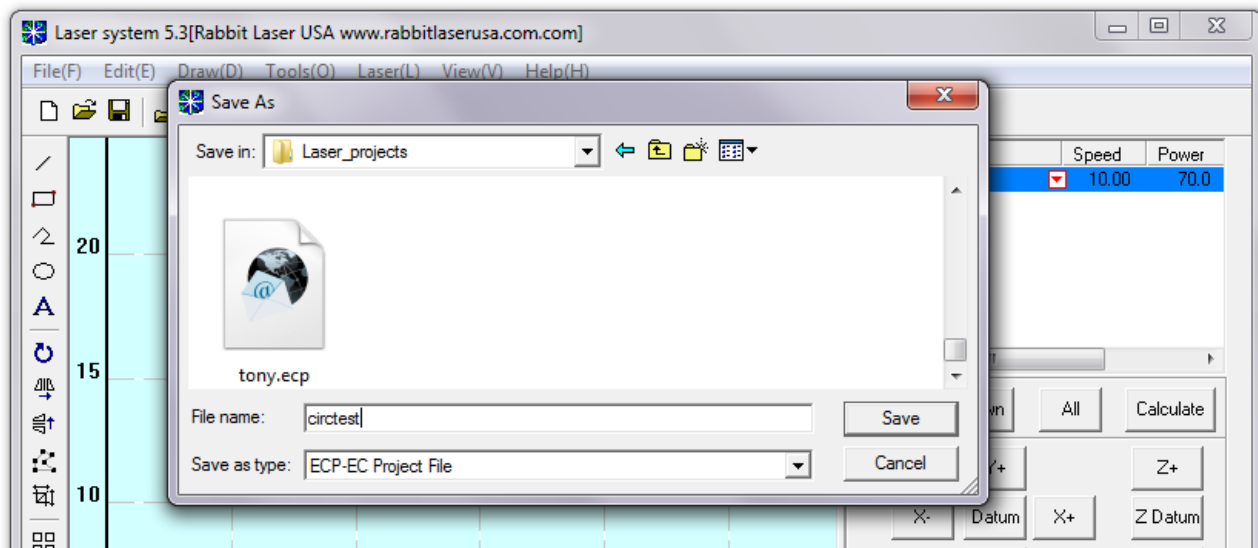 Laser system 5.3[Rabbit Laser USA www.rabbitlaserusa.com.com]
File(F) Edit(E) Draw(D) Tools(O) Laser(L) View(V) Help(H)
Save As
Save in: Laser_projects
Speed Power
10.00 70.0
20
tony.ecp
15
File name: circtest
Save
All Calculate
Save as type: ECP-EC Project File
Cancel
Z+
10
X- Datum X+ Z Datum
A
@